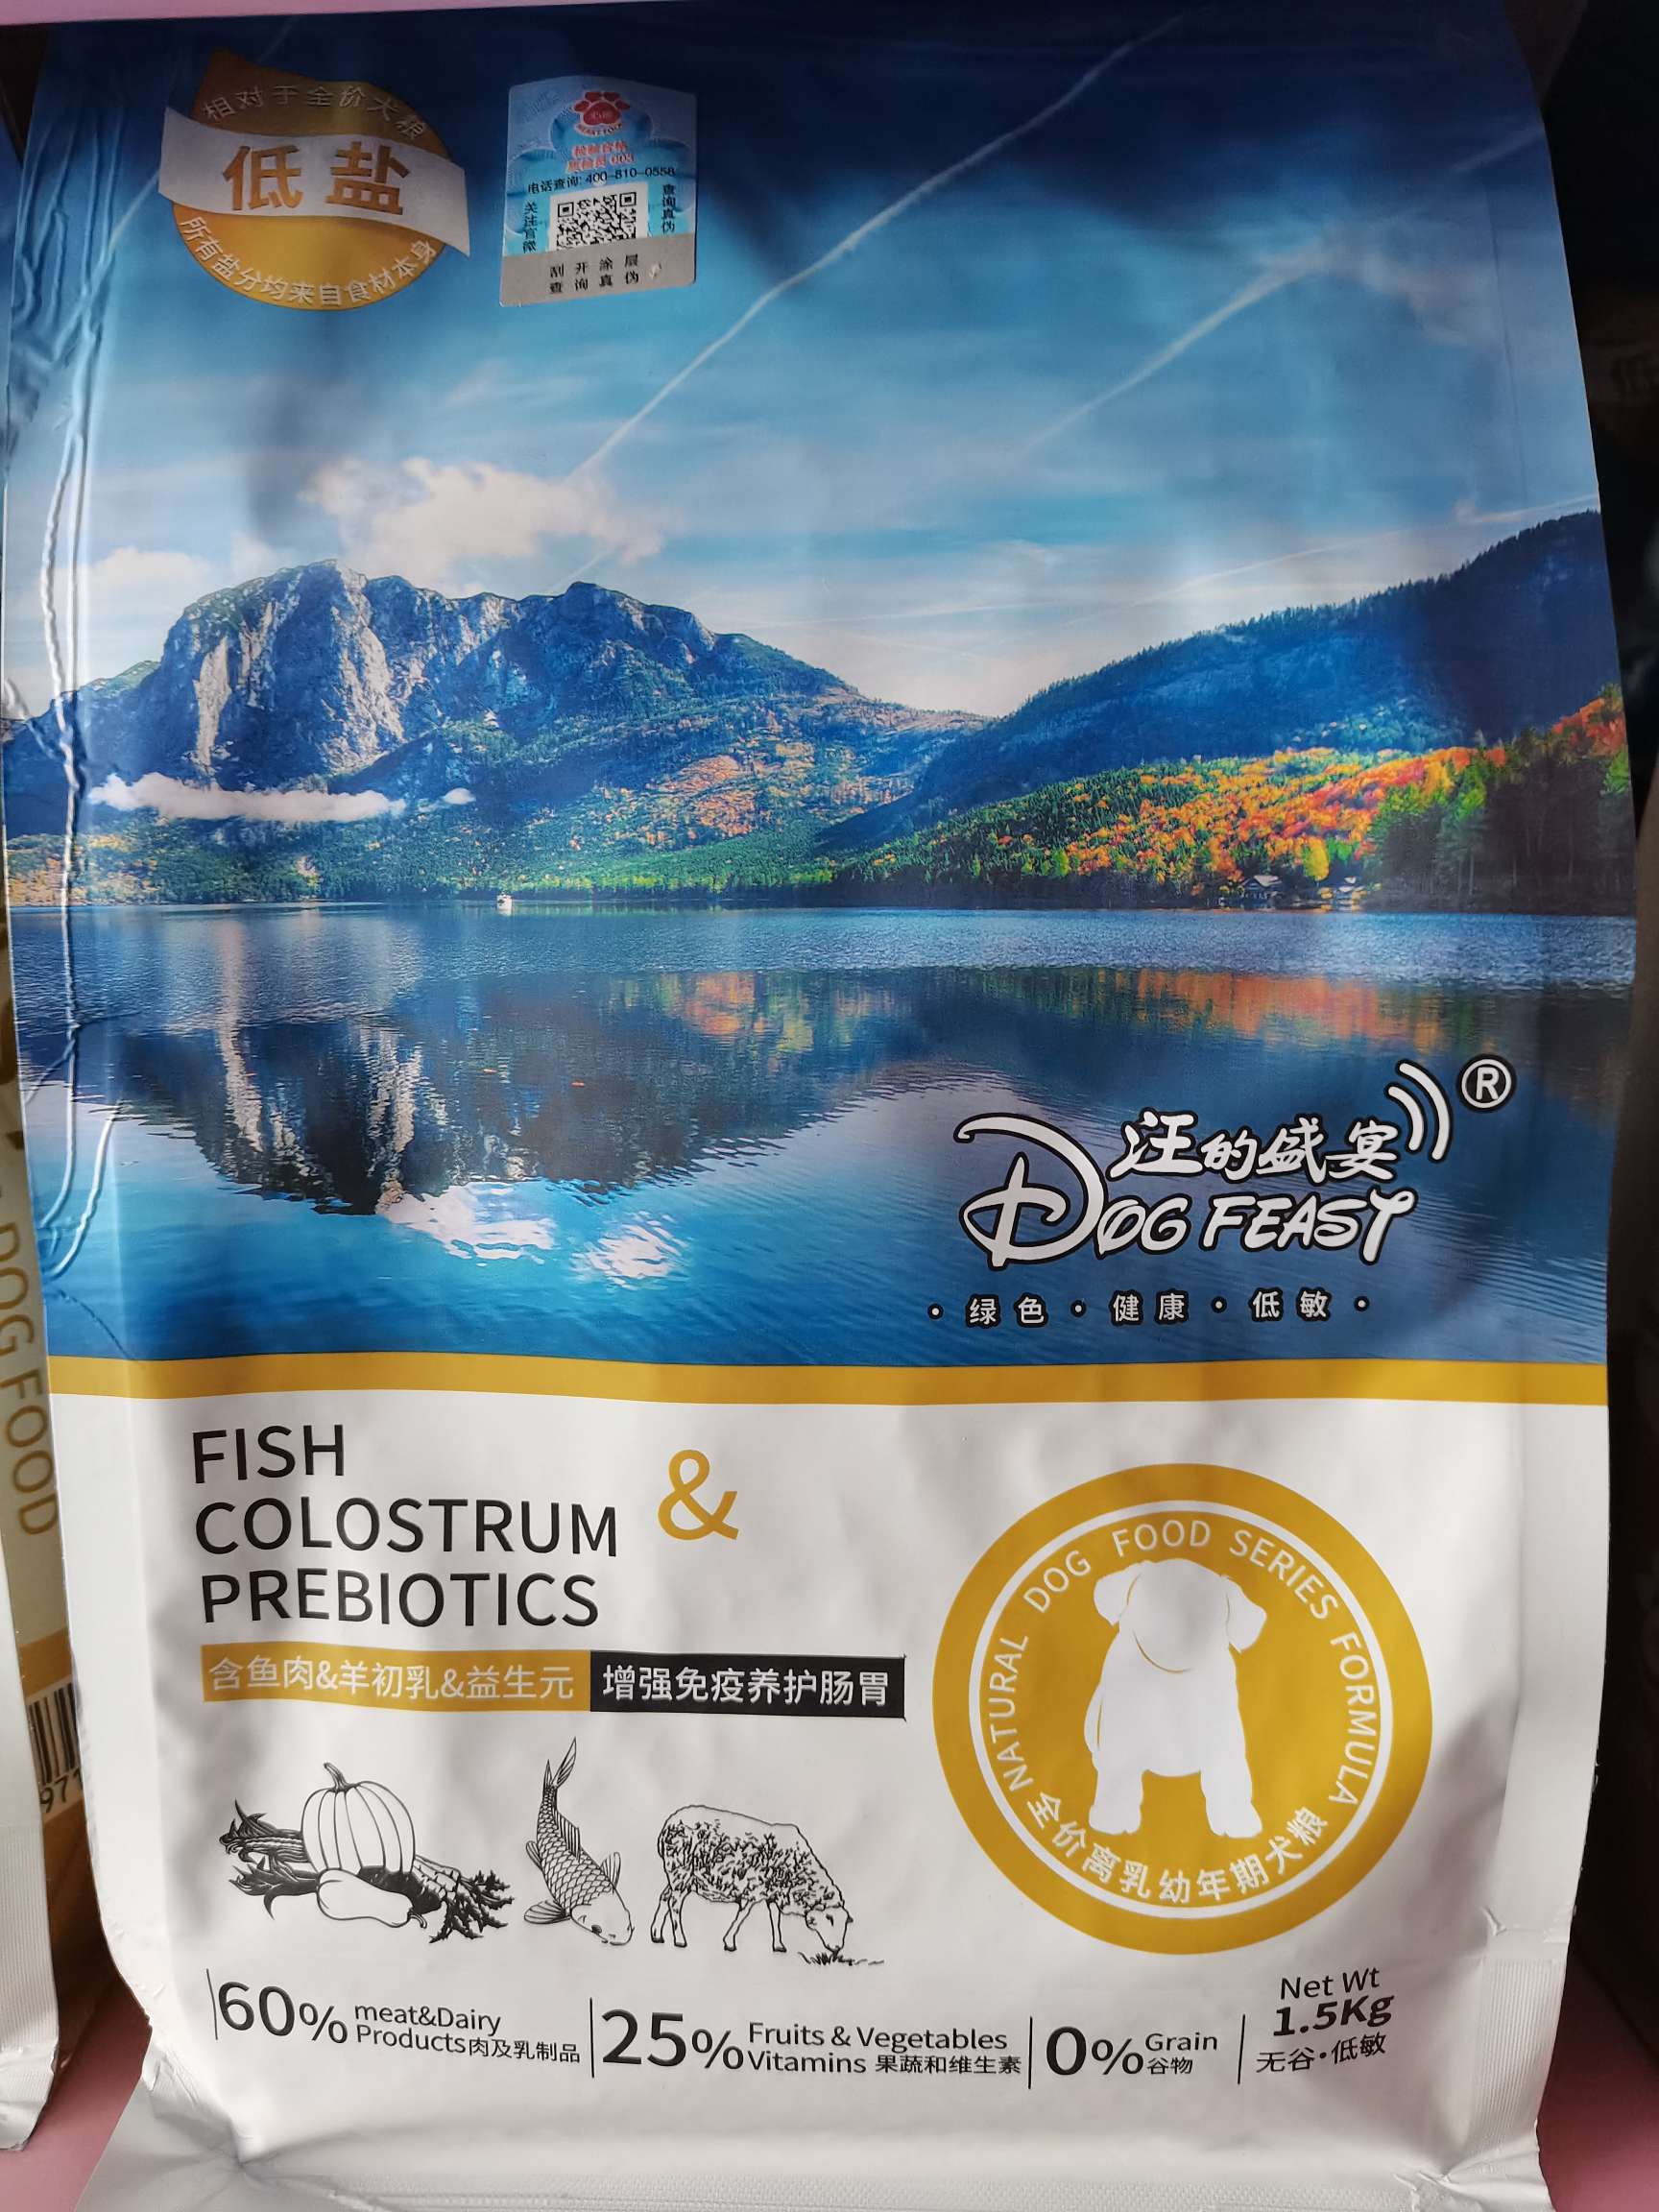 相对于全价犬粮
低盐
所有盐分均来自食材本身
电话查询: 400-810-0558
关注官微
查询真伪
刮开涂层
查询真伪
汪的盛宴
®
DOG FEAST
·绿色·健康·低敏·
FISH
COLOSTRUM &
PREBIOTICS
含鱼肉&羊初乳&益生元 增强免疫养护肠胃
NATURAL DOG FOOD SERIES FORMULA
全价离乳幼年期犬粮
60% meat&Dairy
Products肉及乳制品
25% Fruits & Vegetables
Vitamins 果蔬和维生素
0% Grain
谷物
Net Wt
1.5Kg
无谷·低敏
DOG FOOD
97